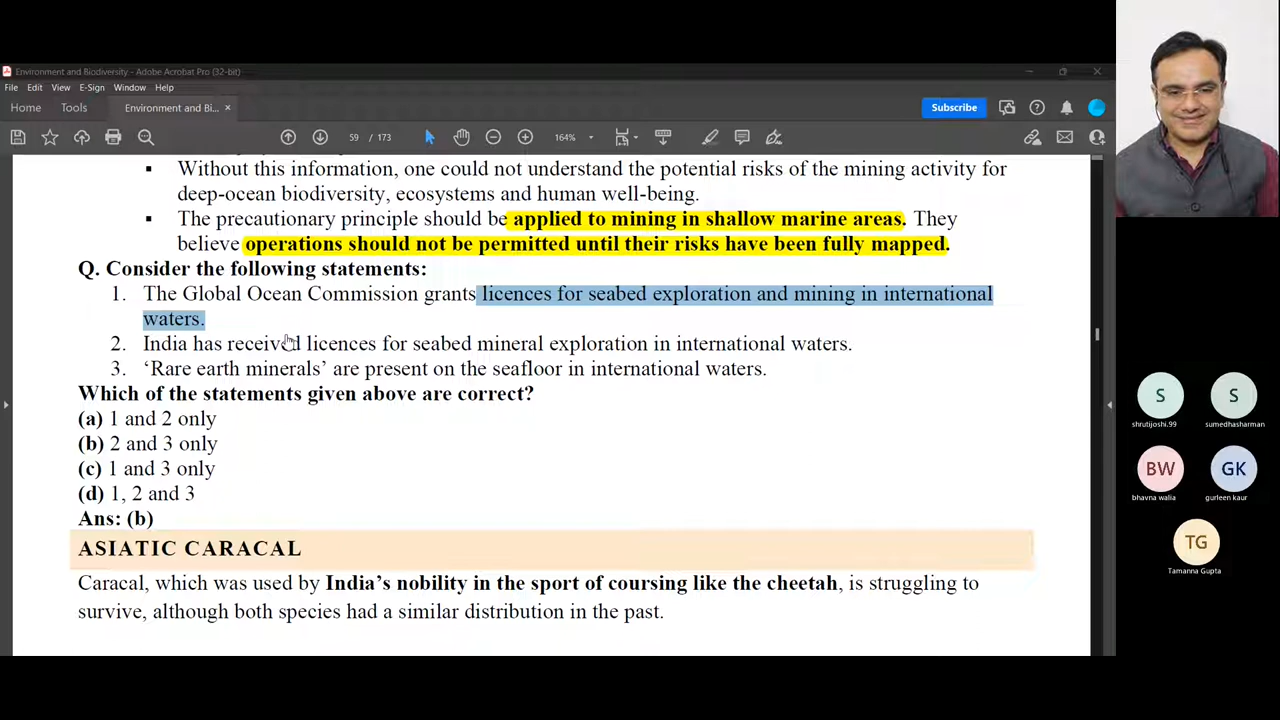 Environment and Biodiversity - Adobe Acrobat Pro (32-bit)
File Edit View E-Sign Window Help
Home Tools Environment and Bi... × Subscribe
59 / 173 164%
▪ Without this information, one could not understand the potential risks of the mining activity for
deep-ocean biodiversity, ecosystems and human well-being.
▪ The precautionary principle should be applied to mining in shallow marine areas. They
believe operations should not be permitted until their risks have been fully mapped.
Q. Consider the following statements:
1. The Global Ocean Commission grants licences for seabed exploration and mining in international
waters.
2. India has received licences for seabed mineral exploration in international waters.
3. ‘Rare earth minerals’ are present on the seafloor in international waters.
Which of the statements given above are correct?
(a) 1 and 2 only
(b) 2 and 3 only
(c) 1 and 3 only
(d) 1, 2 and 3
Ans: (b)
ASIATIC CARACAL
Caracal, which was used by India’s nobility in the sport of coursing like the cheetah, is struggling to
survive, although both species had a similar distribution in the past.
S S
shrutijoshi.99 sumedhasharman
BW GK
bhavna walia gurleen kaur
TG
Tamanna Gupta